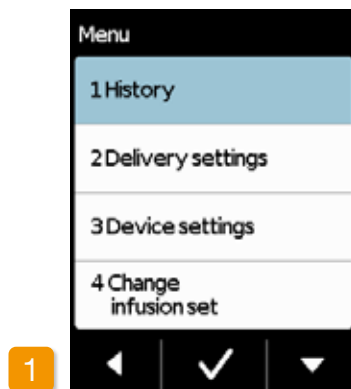 Menu
1 History
2 Delivery settings
3 Device settings
4 Change
infusion set
1